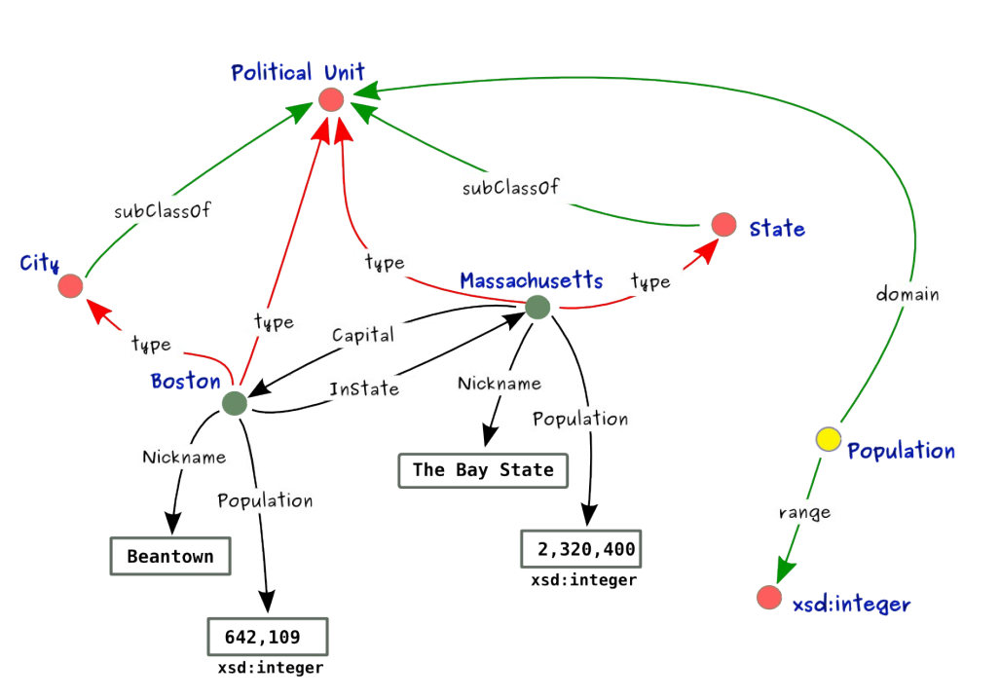 Political Unit
subClassOf
subClassOf
State
City
type
Massachusetts
type
domain
type
Capital
type
Boston
InState
Nickname
Population
Population
Nickname
The Bay State
Population
range
Beantown
2,320,400
xsd:integer
xsd:integer
642,109
xsd:integer